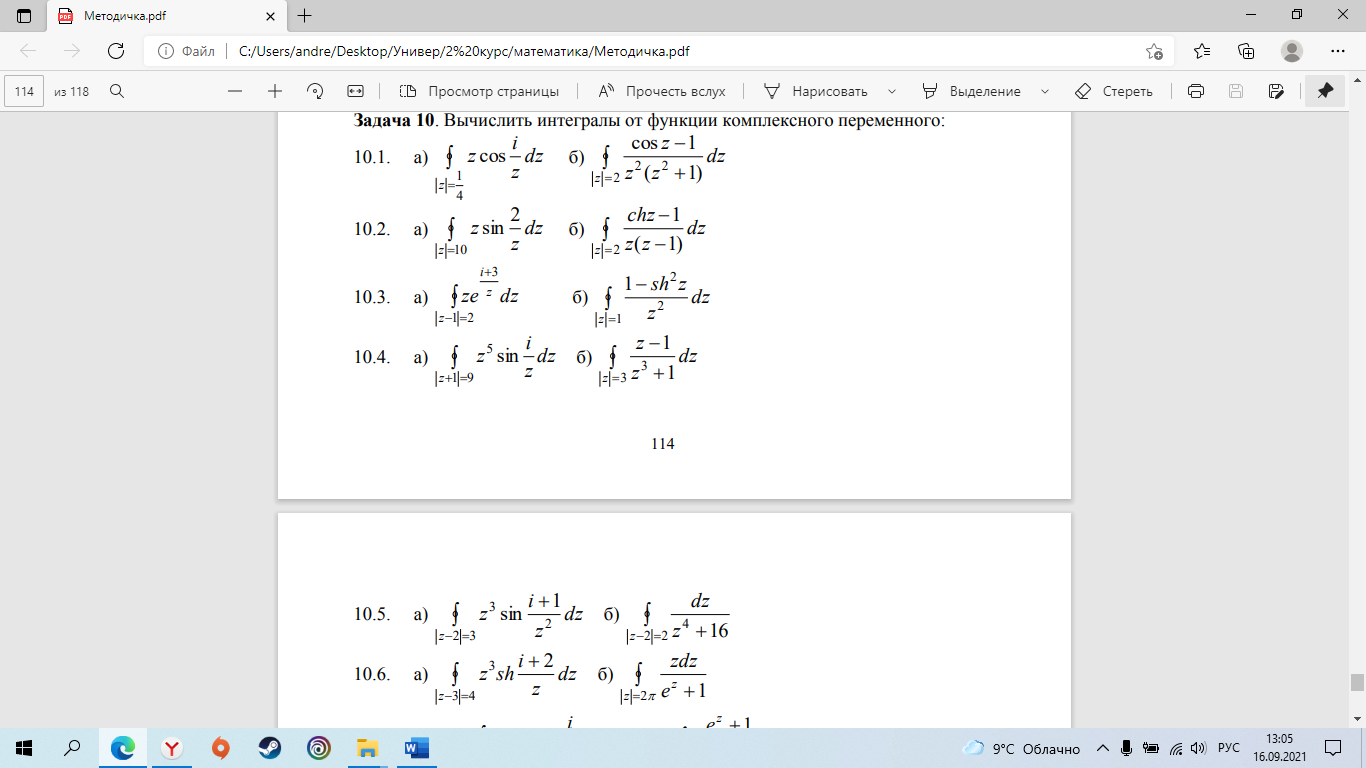 Методичка.pdf
Файл C:/Users/andre/Desktop/Универ/2%20курс/математика/Методичка.pdf
114 из 118 Просмотр страницы Прочесть вслух Нарисовать Выделение Стереть
Задача 10. Вычислить интегралы от функции комплексного переменного:
10.1. а) ∮_{|z|=1/4} z cos(i/z) dz б) ∮_{|z|=2} (cos z − 1)/(z²(z² + 1)) dz
10.2. а) ∮_{|z|=10} z sin(2/z) dz б) ∮_{|z|=2} (chz − 1)/(z(z − 1)) dz
10.3. а) ∮_{|z−1|=2} ze^{(i+3)/z} dz б) ∮_{|z|=1} (1 − sh²z)/z² dz
10.4. а) ∮_{|z+1|=9} z⁵ sin(i/z) dz б) ∮_{|z|=3} (z − 1)/(z³ + 1) dz
114
10.5. а) ∮_{|z−2|=3} z³ sin((i + 1)/z²) dz б) ∮_{|z−2|=2} dz/(z⁴ + 16)
10.6. а) ∮_{|z−3|=4} z³ sh((i + 2)/z) dz б) ∮_{|z|=2π} zdz/(e^z + 1)
9°C Облачно РУС 13:05
16.09.2021